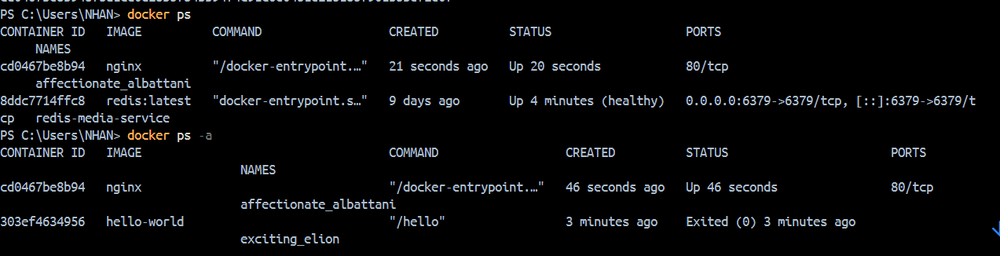 PS C:\Users\NHAN> docker ps
CONTAINER ID   IMAGE          COMMAND                  CREATED          STATUS                   PORTS
     NAMES
cd0467be8b94   nginx          "/docker-entrypoint.…"   21 seconds ago   Up 20 seconds            80/tcp
     affectionate_albattani
8ddc7714ffc8   redis:latest   "docker-entrypoint.s…"   9 days ago       Up 4 minutes (healthy)   0.0.0.0:6379->6379/tcp, [::]:6379->6379/t
cp   redis-media-service
PS C:\Users\NHAN> docker ps -a
CONTAINER ID   IMAGE                                   COMMAND                  CREATED          STATUS                      PORTS
                                  NAMES
cd0467be8b94   nginx                                   "/docker-entrypoint.…"   46 seconds ago   Up 46 seconds               80/tcp
                                  affectionate_albattani
303ef4634956   hello-world                             "/hello"                 3 minutes ago    Exited (0) 3 minutes ago
                                  exciting_elion